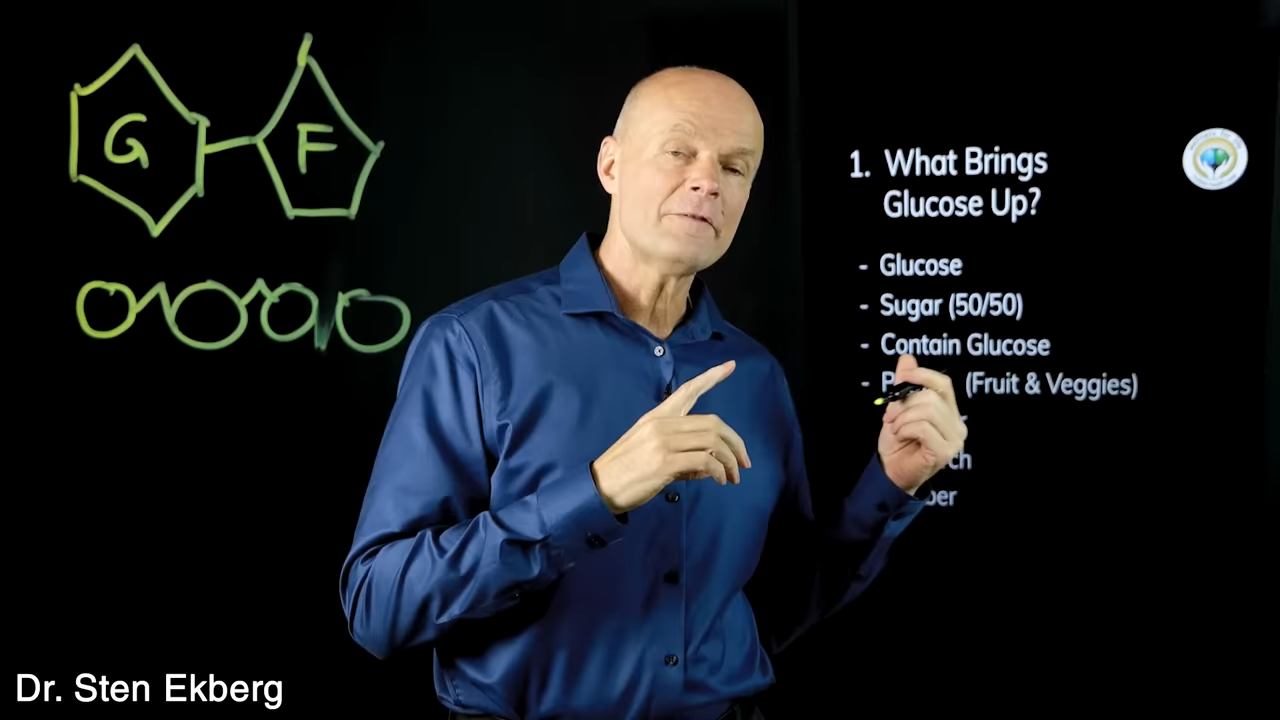 G F
1. What Brings
Glucose Up?
- Glucose
- Sugar (50/50)
- Contain Glucose
- (Fruit & Veggies)
Dr. Sten Ekberg